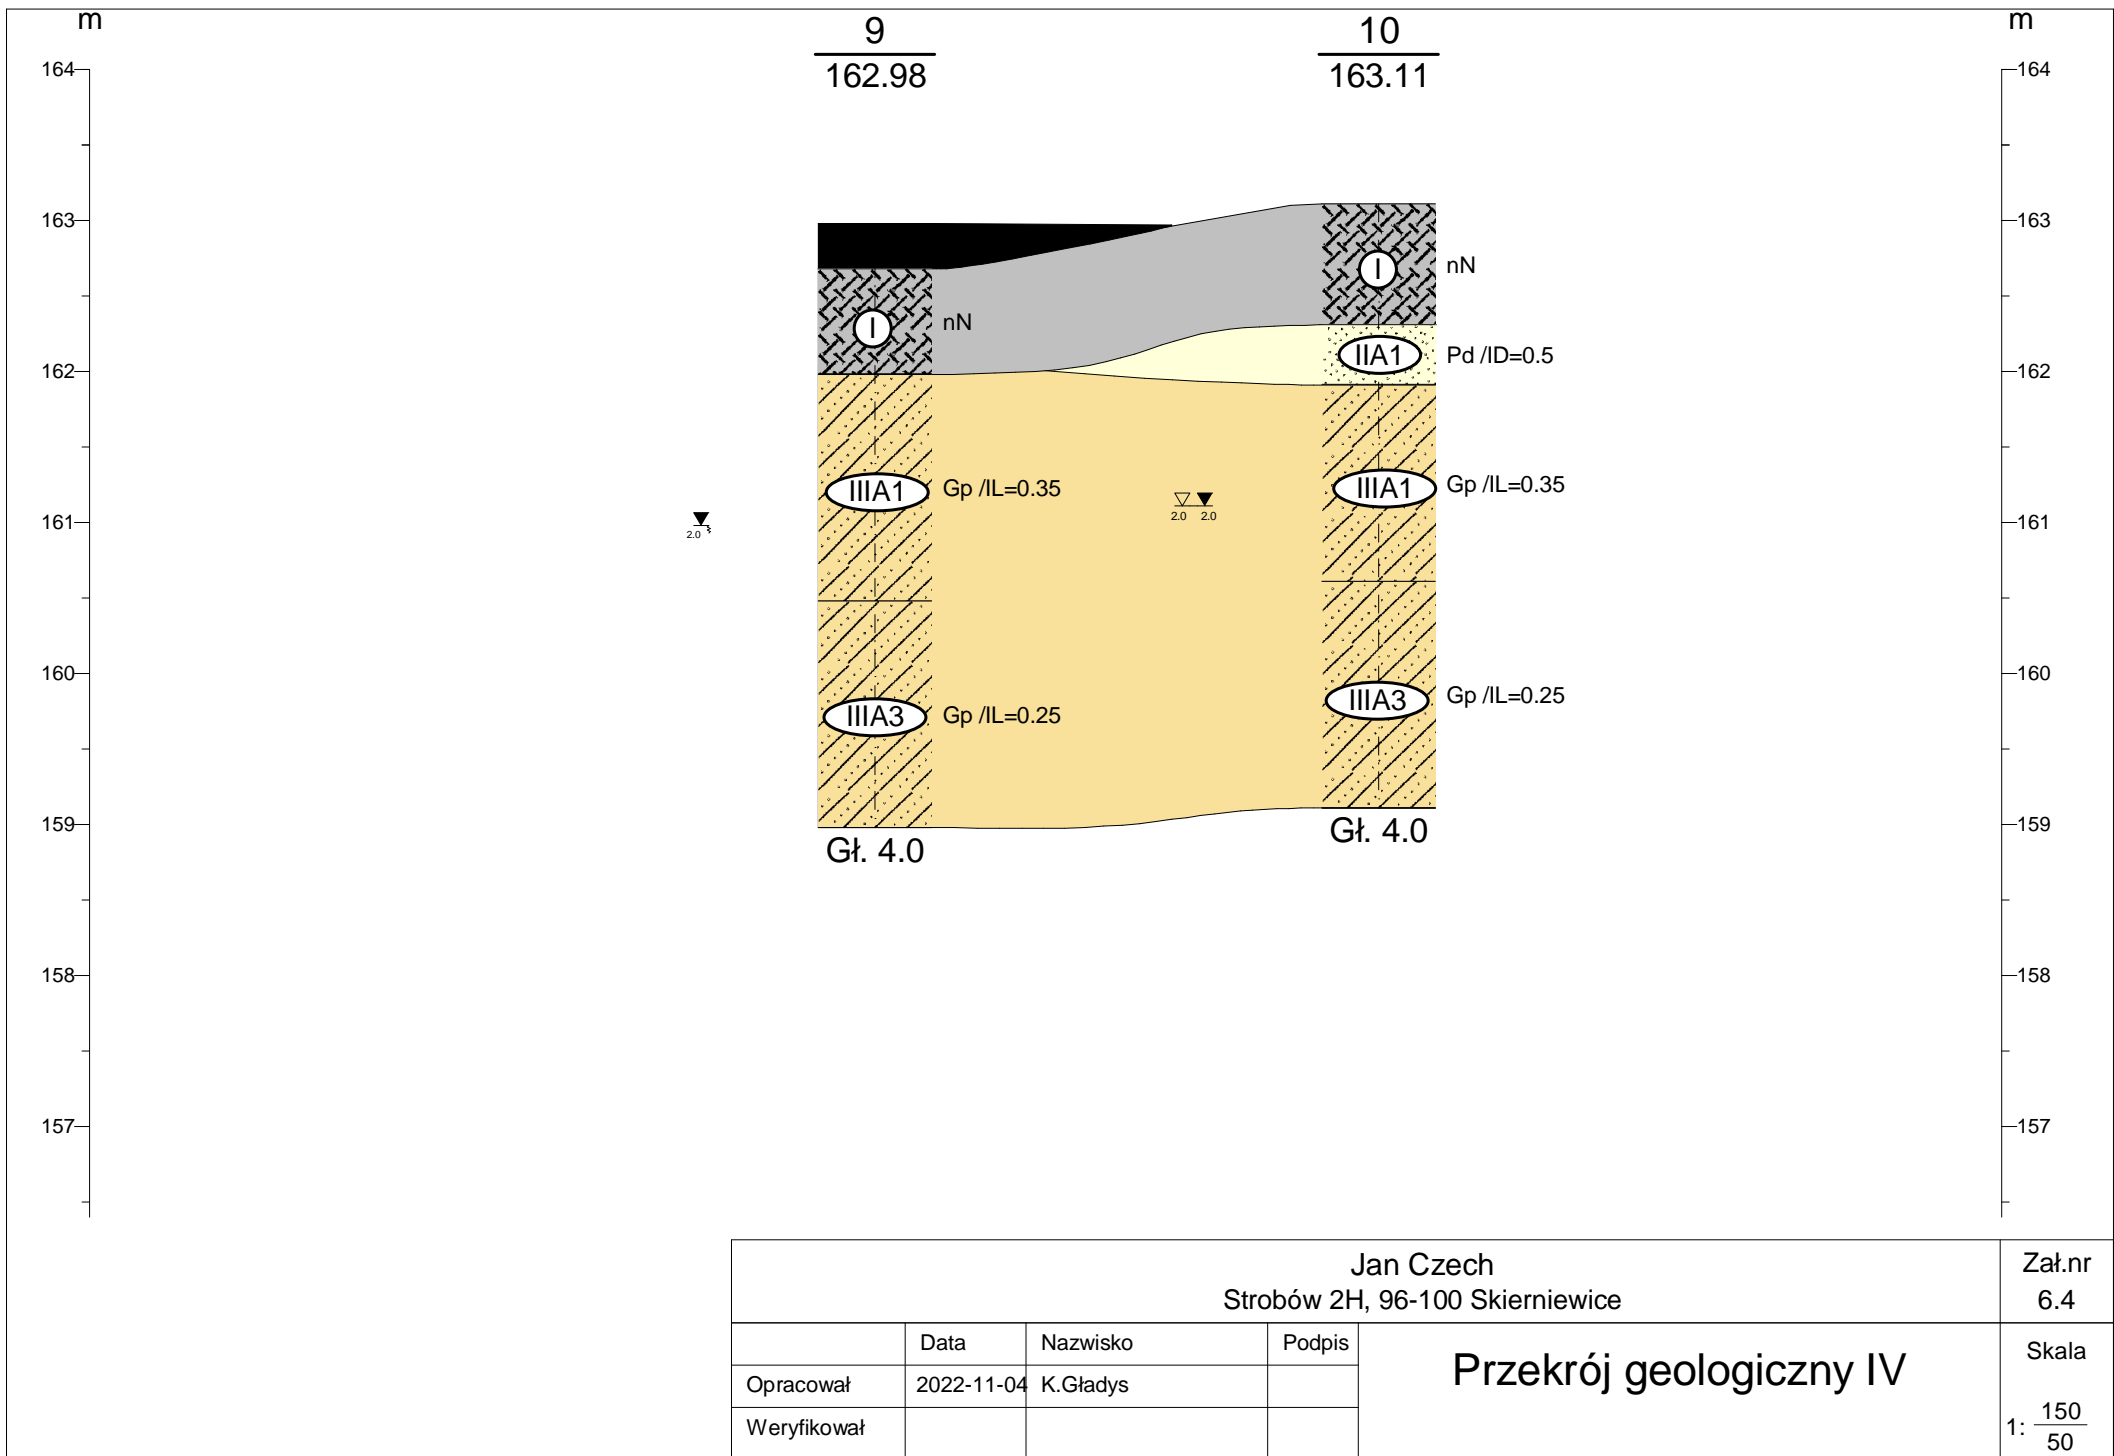 m
m
9
10
162.98
163.11
164
164
163
163
nN
I
nN
I
162
IIA1
Pd /ID=0.5
162
IIIA1
Gp /IL=0.35
IIIA1
Gp /IL=0.35
2.0 2.0
161
161
2.0
160
160
IIIA3
Gp /IL=0.25
IIIA3
Gp /IL=0.25
159
159
Gł. 4.0
Gł. 4.0
158
158
157
157
Jan Czech
Strobów 2H, 96-100 Skierniewice
Zał.nr
6.4
Data Nazwisko Podpis
Opracował 2022-11-04 K.Gładys
Weryfikował
Przekrój geologiczny IV
Skala
1: 150
50